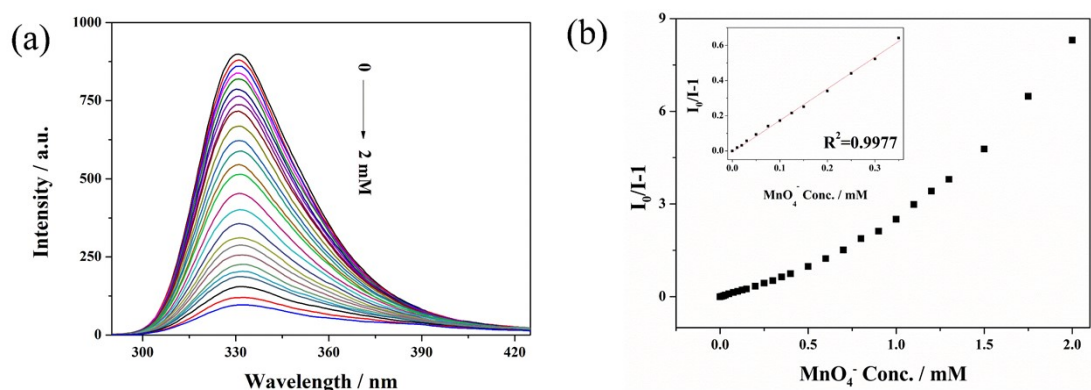 (a)
1000
750
500
250
0
300
330
360
390
420
Intensity / a.u.
Wavelength / nm
0
2 mM
(b)
9
6
3
0
0.0
0.5
1.0
1.5
2.0
I₀/I-1
MnO₄⁻ Conc. / mM
0.6
0.4
0.2
0.0
0.0
0.1
0.2
0.3
I₀/I-1
MnO₄⁻ Conc. / mM
R²=0.9977